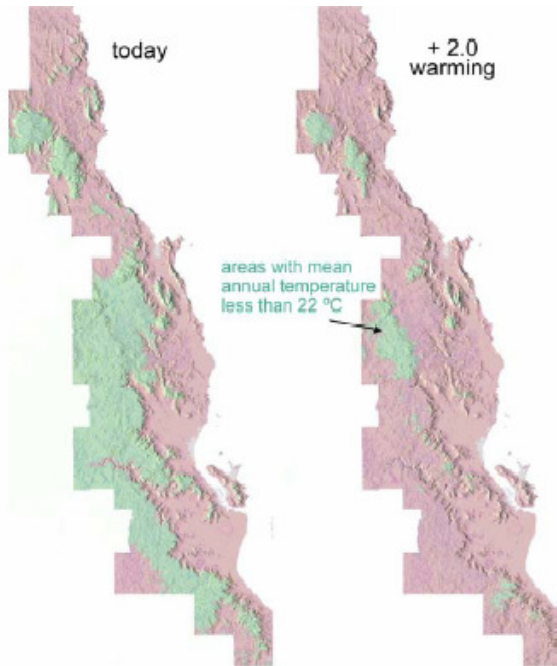 today
+ 2.0
warming
areas with mean
annual temperature
less than 22 ºC